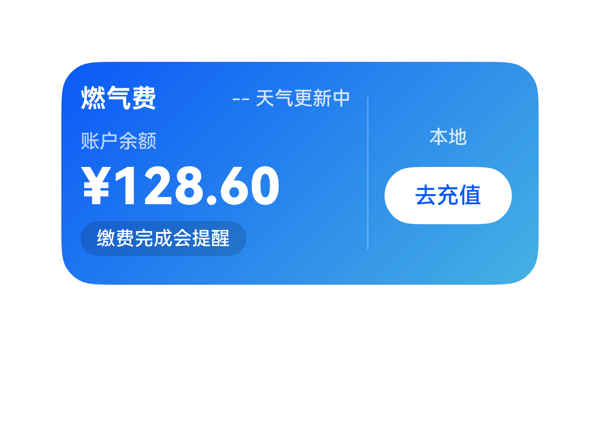 燃气费
-- 天气更新中
账户余额
¥128.60
缴费完成会提醒
本地
去充值